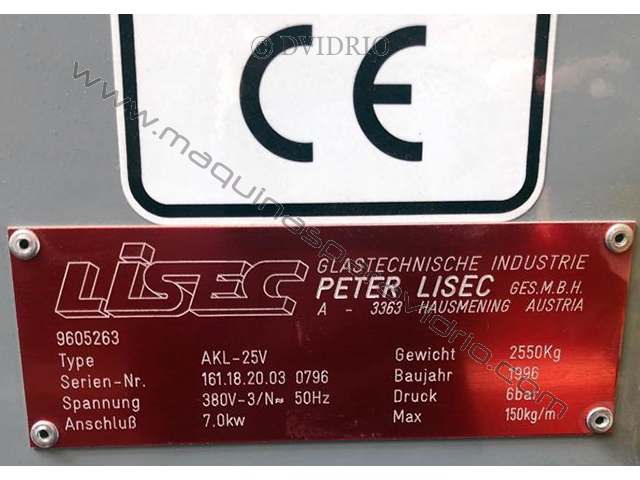 © DVIDRIO
CE
www.maquinasparavidrio.com
LISEC
GLASTECHNISCHE INDUSTRIE
PETER LISEC GES.M.B.H.
A - 3363 HAUSMENING AUSTRIA
9605263
Type AKL-25V Gewicht 2550Kg
Serien-Nr. 161.18.20.03 0796 Baujahr 1996
Spannung 380V-3/N≈ 50Hz Druck 6bar
Anschluß 7.0kw Max 150kg/m